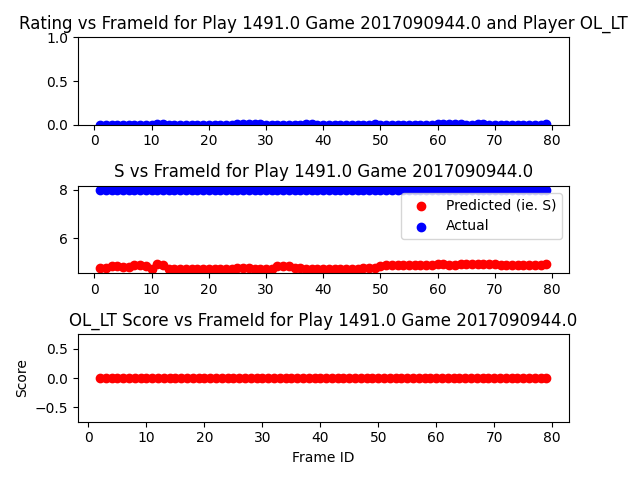 Rating vs FrameId for Play 1491.0 Game 2017090944.0 and Player OL_LT
1.0
0.5
0.0
0 10 20 30 40 50 60 70 80
S vs FrameId for Play 1491.0 Game 2017090944.0
8
6
Predicted (ie. S)
Actual
0 10 20 30 40 50 60 70 80
OL_LT Score vs FrameId for Play 1491.0 Game 2017090944.0
Score
0.5
0.0
−0.5
0 10 20 30 40 50 60 70 80
Frame ID